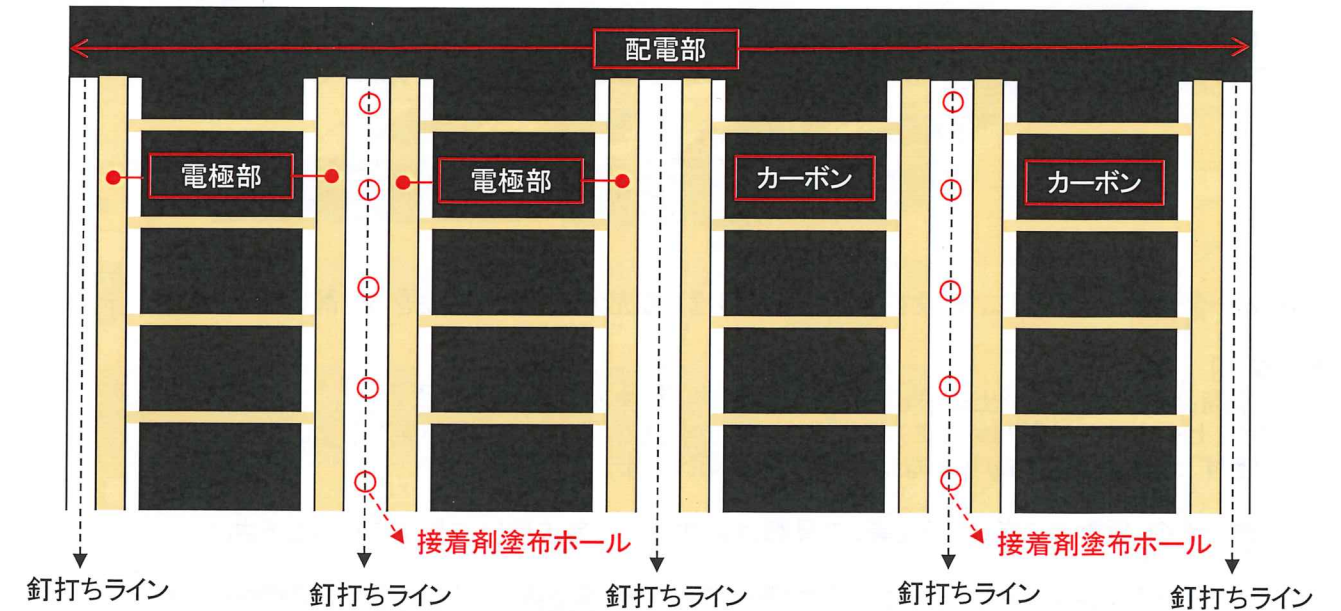 配電部
電極部
電極部
カーボン
カーボン
接着剤塗布ホール
接着剤塗布ホール
釘打ちライン
釘打ちライン
釘打ちライン
釘打ちライン
釘打ちライン